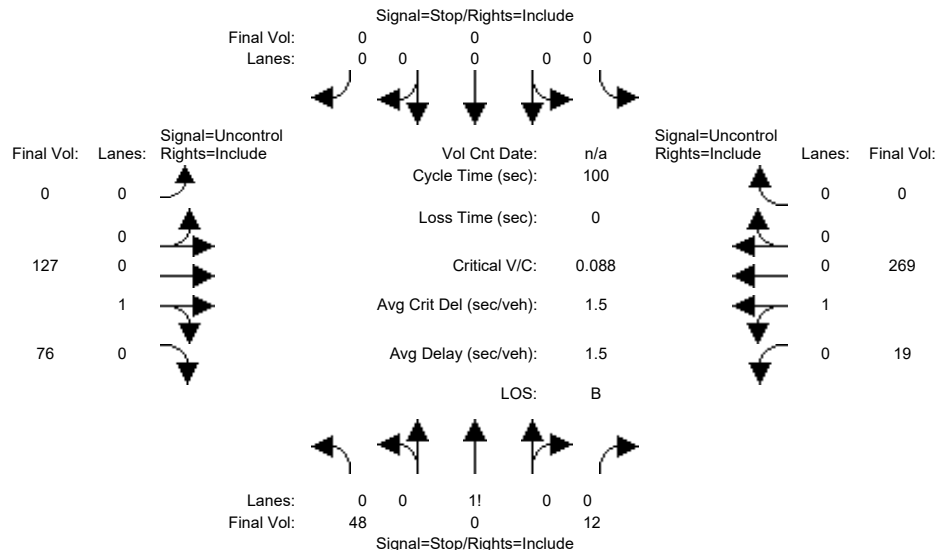 Signal=Stop/Rights=Include
Final Vol: 0 0 0
Lanes: 0 0 0 0 0
Signal=Uncontrol Signal=Uncontrol
Final Vol: Lanes: Rights=Include Vol Cnt Date: n/a Rights=Include Lanes: Final Vol:
Cycle Time (sec): 100
0 0 0 0
Loss Time (sec): 0
0 0
127 0 Critical V/C: 0.088 0 269
1 Avg Crit Del (sec/veh): 1.5 1
76 0 Avg Delay (sec/veh): 1.5 0 19
LOS: B
Lanes: 0 0 1! 0 0
Final Vol: 48 0 12
Signal=Stop/Rights=Include